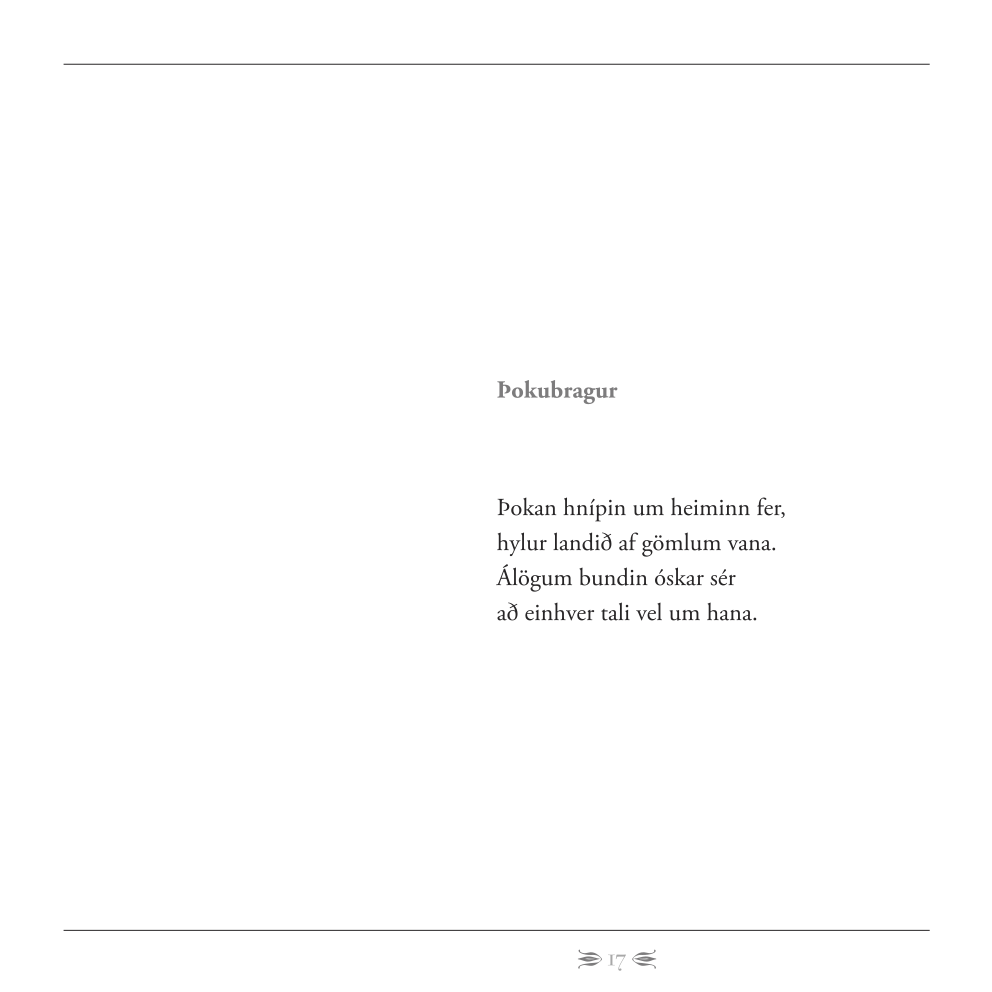 Þokubragur
Þokan hnípin um heiminn fer,
hylur landið af gömlum vana.
Álögum bundin óskar sér
að einhver tali vel um hana.
17